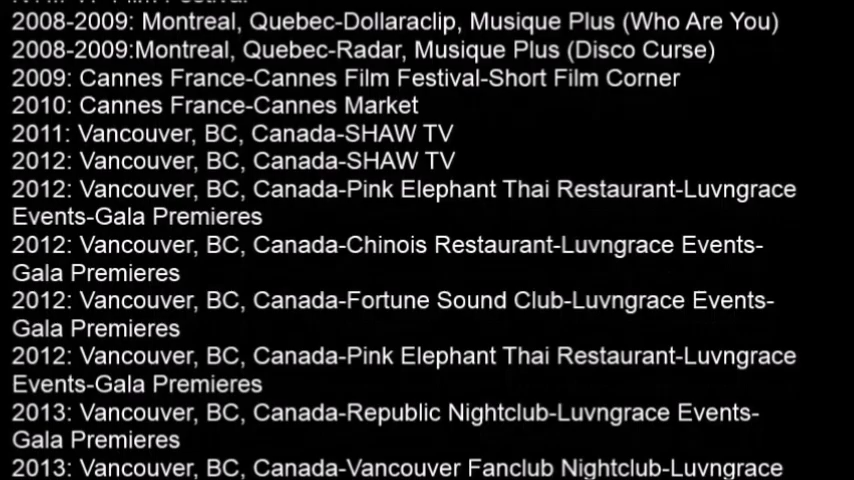 2008-2009: Montreal, Quebec-Dollaraclip, Musique Plus (Who Are You)
2008-2009:Montreal, Quebec-Radar, Musique Plus (Disco Curse)
2009: Cannes France-Cannes Film Festival-Short Film Corner
2010: Cannes France-Cannes Market
2011: Vancouver, BC, Canada-SHAW TV
2012: Vancouver, BC, Canada-SHAW TV
2012: Vancouver, BC, Canada-Pink Elephant Thai Restaurant-Luvngrace
Events-Gala Premieres
2012: Vancouver, BC, Canada-Chinois Restaurant-Luvngrace Events-
Gala Premieres
2012: Vancouver, BC, Canada-Fortune Sound Club-Luvngrace Events-
Gala Premieres
2012: Vancouver, BC, Canada-Pink Elephant Thai Restaurant-Luvngrace
Events-Gala Premieres
2013: Vancouver, BC, Canada-Republic Nightclub-Luvngrace Events-
Gala Premieres
2013: Vancouver, BC, Canada-Vancouver Fanclub Nightclub-Luvngrace